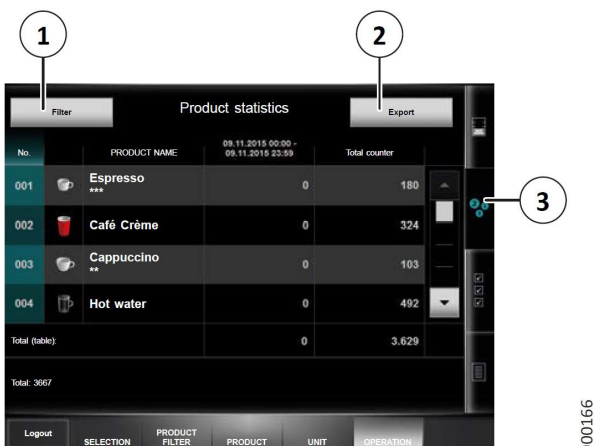 1
2
Filter
Product statistics
Export
No.
PRODUCT NAME
09.11.2015 00:00 -
09.11.2015 23:59
Total counter
001
Espresso
***
0
180
3
002
Café Crème
0
324
003
Cappuccino
**
0
103
004
Hot water
0
492
Total (table):
0
3.629
Total: 3667
Logout
SELECTION
PRODUCT
FILTER
PRODUCT
UNIT
OPERATION
00166